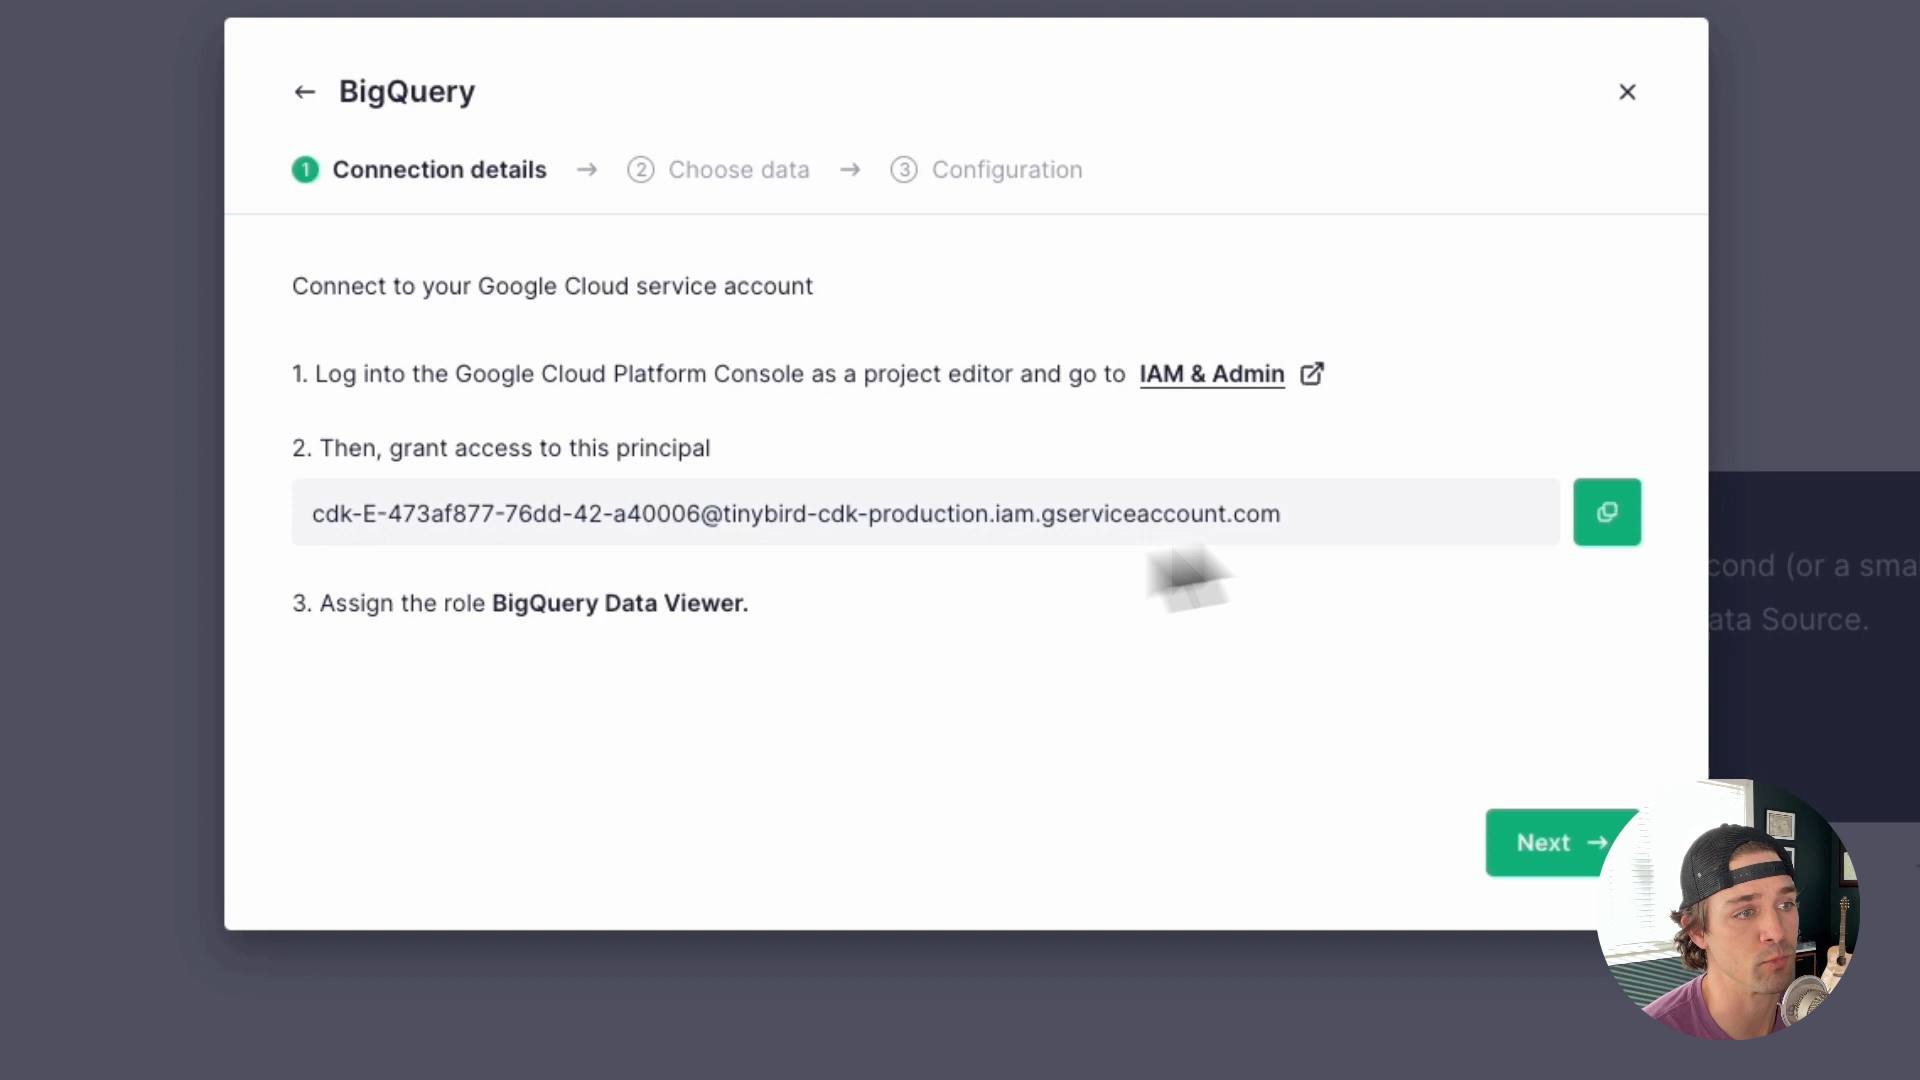 ← BigQuery ×
1 Connection details → 2 Choose data → 3 Configuration
Connect to your Google Cloud service account
1. Log into the Google Cloud Platform Console as a project editor and go to IAM & Admin
2. Then, grant access to this principal
cdk-E-473af877-76dd-42-a40006@tinybird-cdk-production.iam.gserviceaccount.com
cond (or a sma
3. Assign the role BigQuery Data Viewer.
ata Source.
Next →